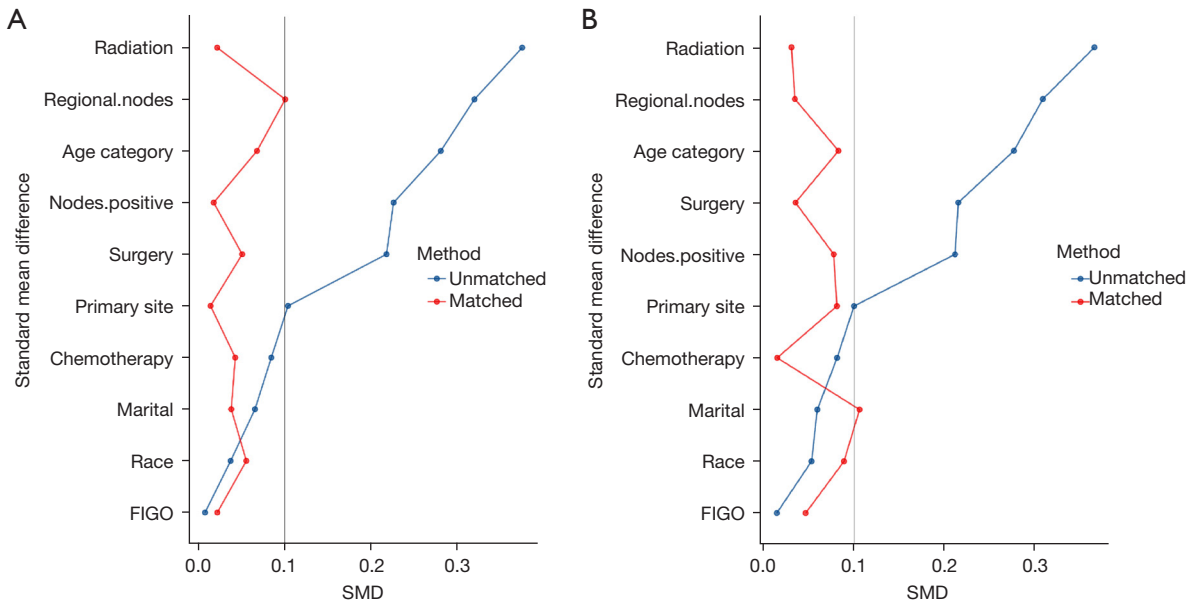 A
Standard mean difference
Radiation
Regional.nodes
Age category
Nodes.positive
Surgery
Primary site
Chemotherapy
Marital
Race
FIGO
Method
Unmatched
Matched
0.0 0.1 0.2 0.3
SMD
B
Standard mean difference
Radiation
Regional.nodes
Age category
Surgery
Nodes.positive
Primary site
Chemotherapy
Marital
Race
FIGO
Method
Unmatched
Matched
0.0 0.1 0.2 0.3
SMD